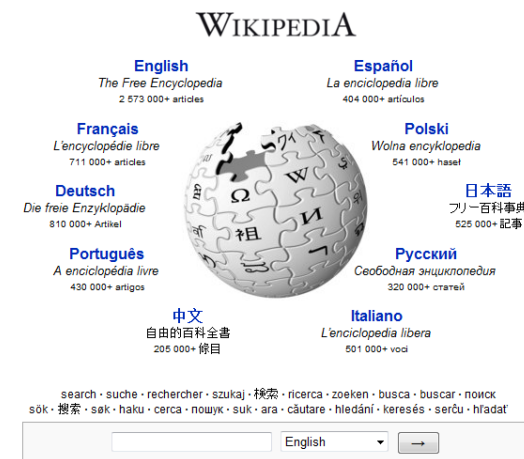 WIKIPEDIA
English
The Free Encyclopedia
2 573 000+ articles
Español
La enciclopedia libre
404 000+ artículos
Français
L'encyclopédie libre
711 000+ articles
Polski
Wolna encyklopedia
541 000+ haseł
Deutsch
Die freie Enzyklopädie
810 000+ Artikel
日本語
フリー百科事典
525 000+ 記事
Português
A enciclopédia livre
430 000+ artigos
Русский
Свободная энциклопедия
320 000+ статей
中文
自由的百科全書
205 000+ 條目
Italiano
L'enciclopedia libera
501 000+ voci
Ω W
祖 И
search · suche · rechercher · szukaj · 検索 · ricerca · zoeken · busca · buscar · поиск
sök · 搜索 · søk · haku · cerca · пошук · suk · ara · căutare · hledání · keresés · serĉu · hľadať
English →